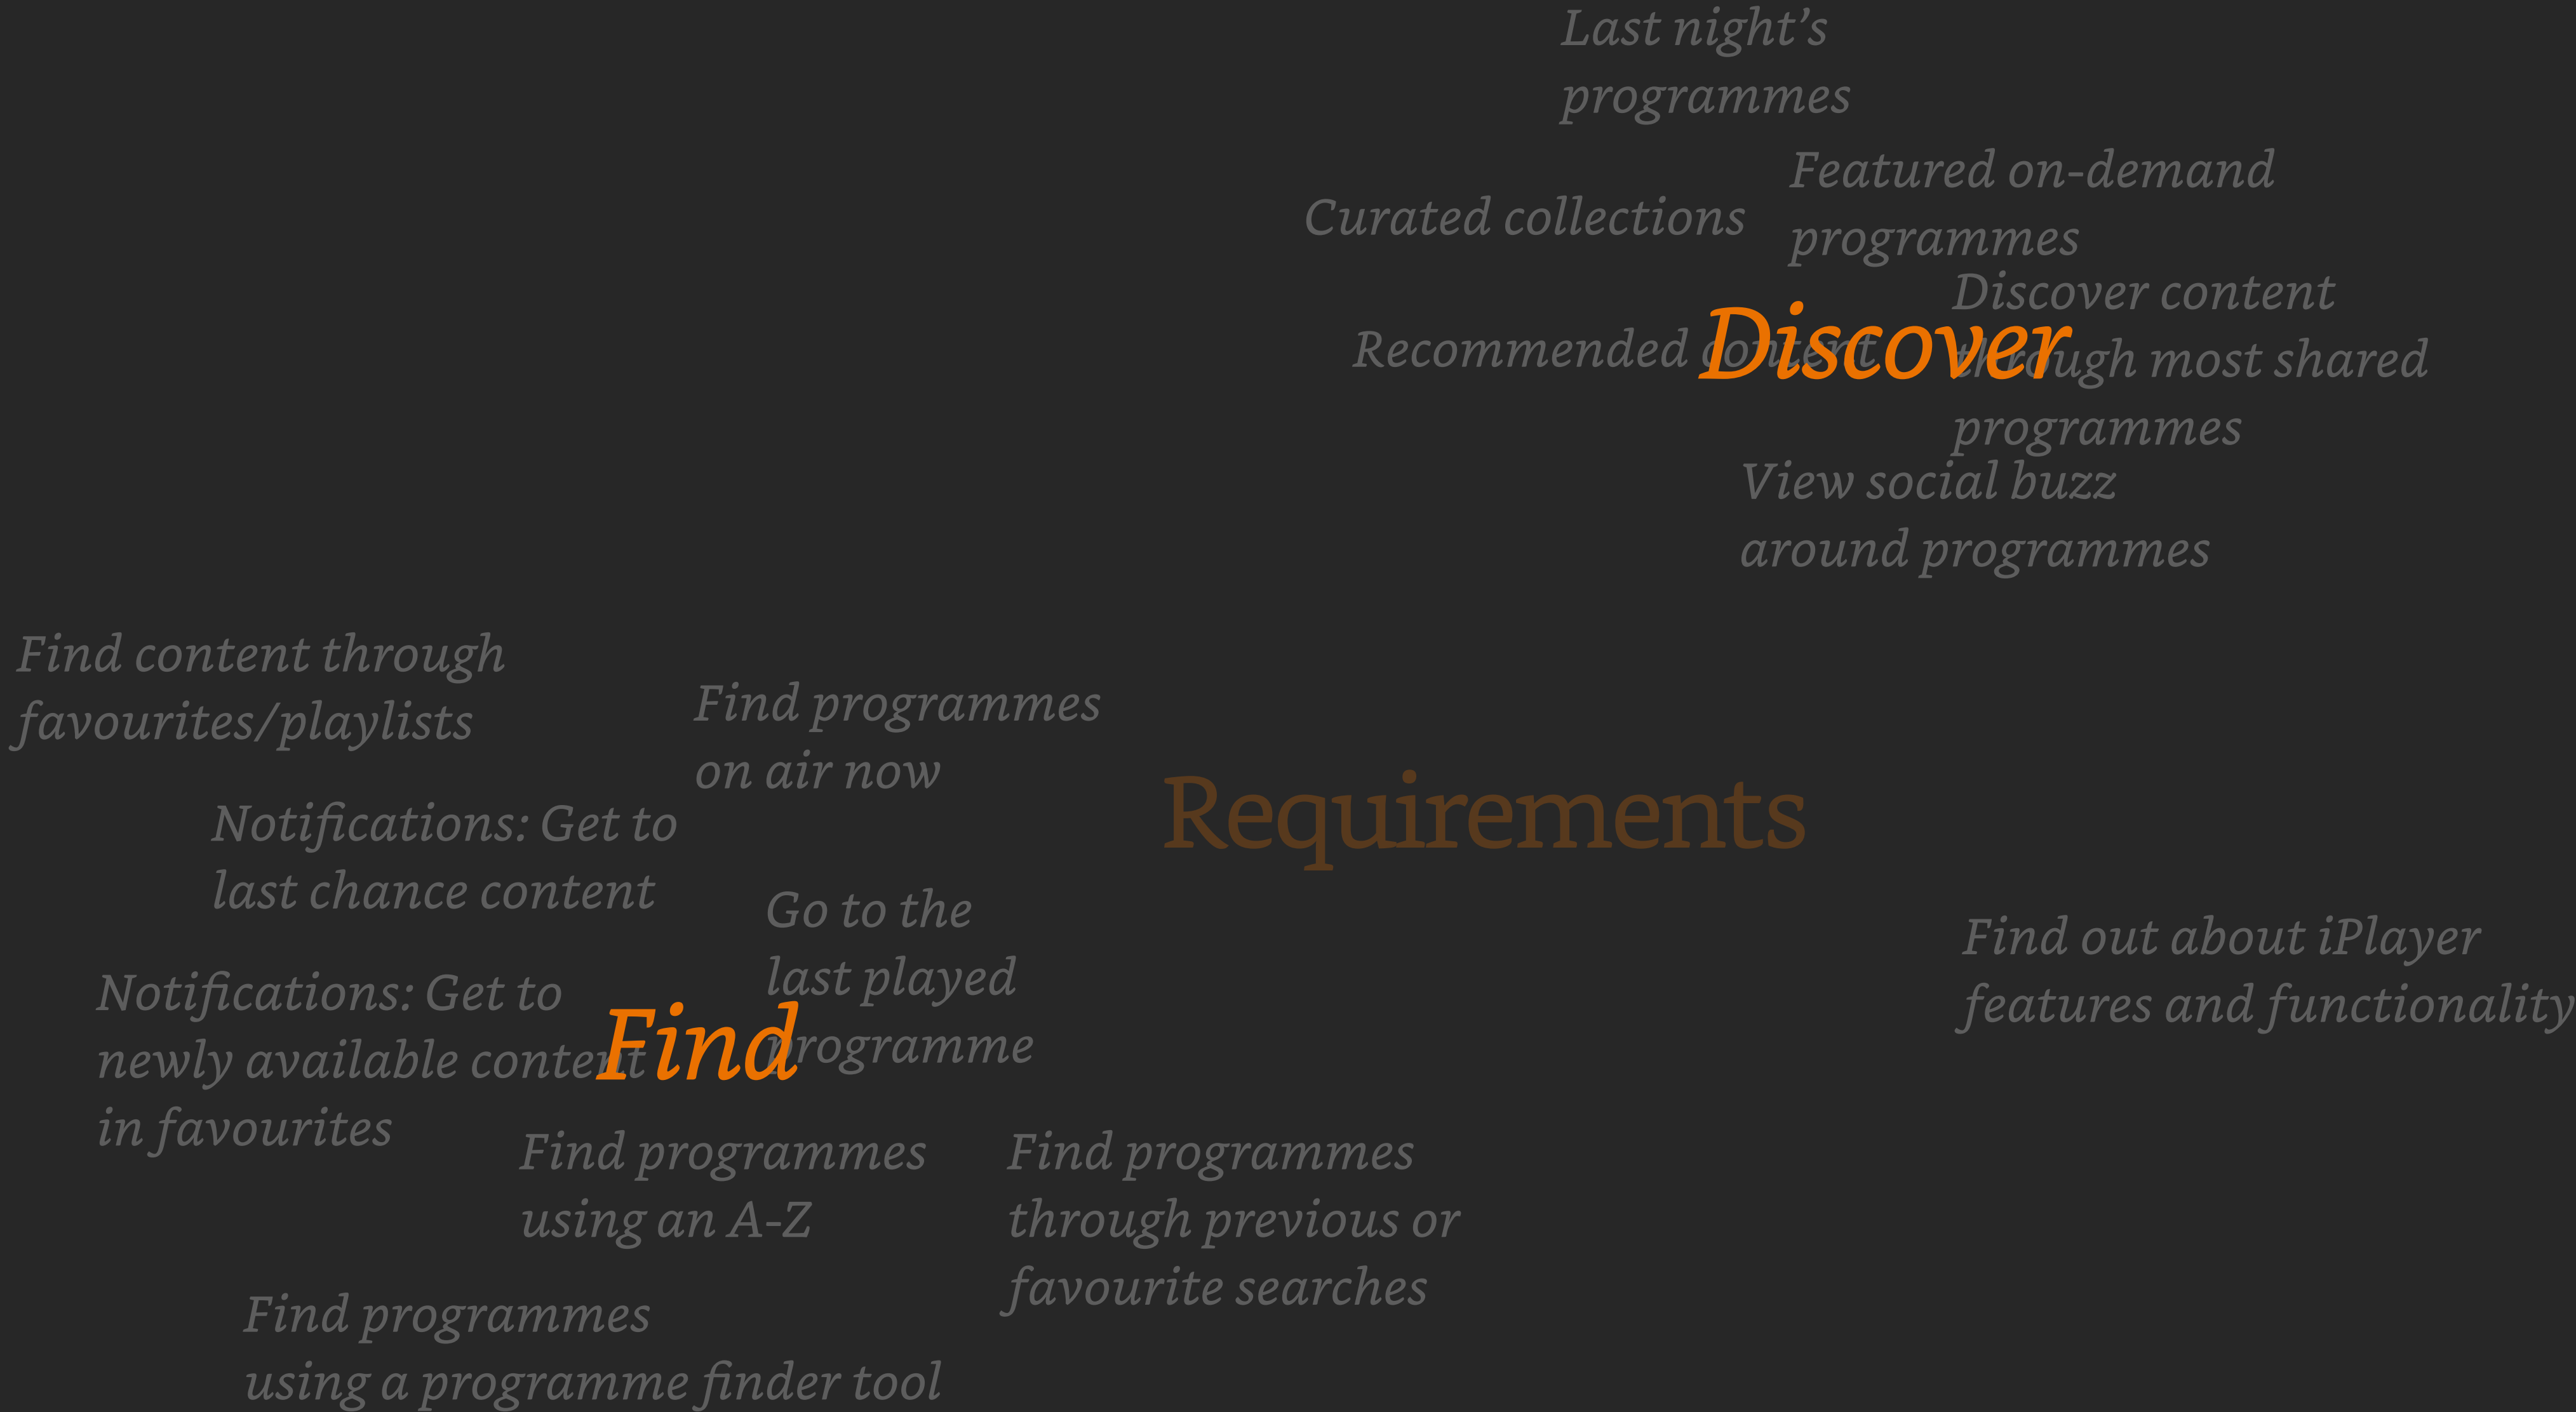 Last night’s
programmes
Featured on-demand
programmes
Curated collections
Discover content
through most shared
programmes
Recommended content
Discover
View social buzz
around programmes
Find content through
favourites/playlists
Find programmes
on air now
Requirements
Notifications: Get to
last chance content
Go to the
last played
programme
Find out about iPlayer
features and functionality
Notifications: Get to
newly available content
in favourites
Find
Find programmes
using an A-Z
Find programmes
through previous or
favourite searches
Find programmes
using a programme finder tool